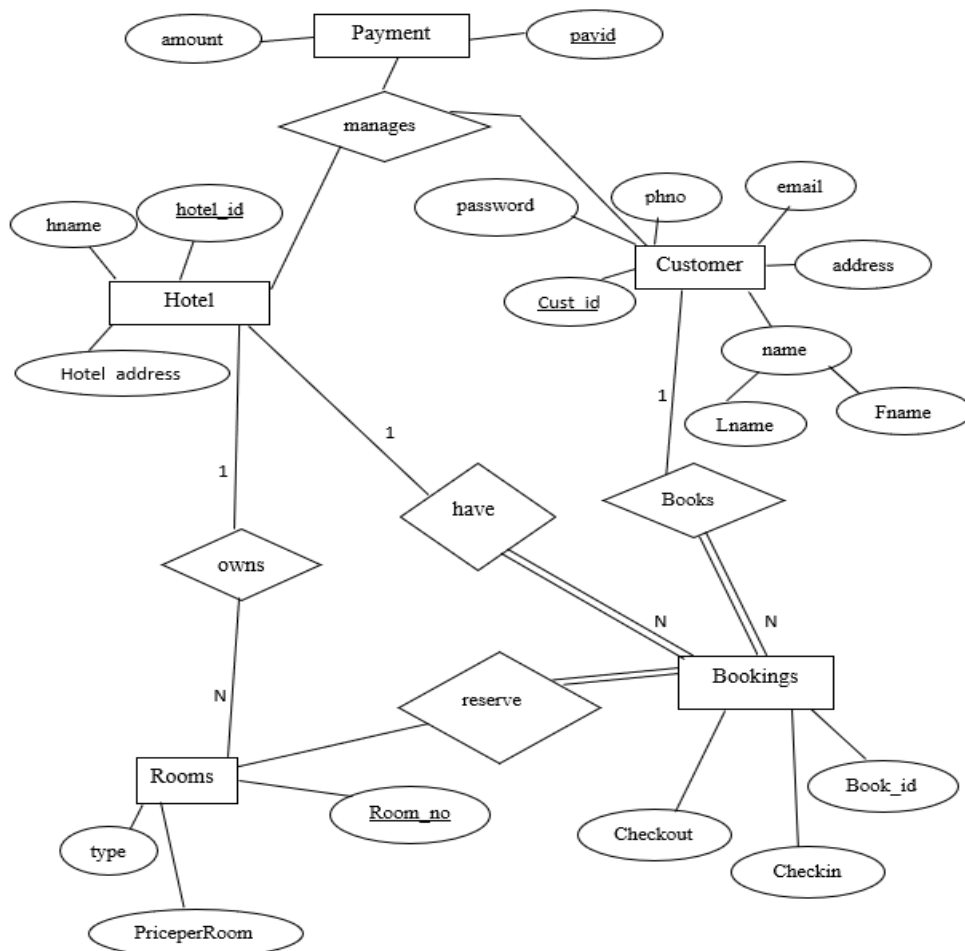 Payment
amount
payid
manages
phno
email
password
hotel_id
hname
Customer
address
Cust_id
Hotel
name
Hotel address
Fname
Lname
1
1
1
Books
have
owns
N
N
N
Bookings
reserve
Rooms
Book_id
Room_no
Checkout
type
Checkin
PriceperRoom